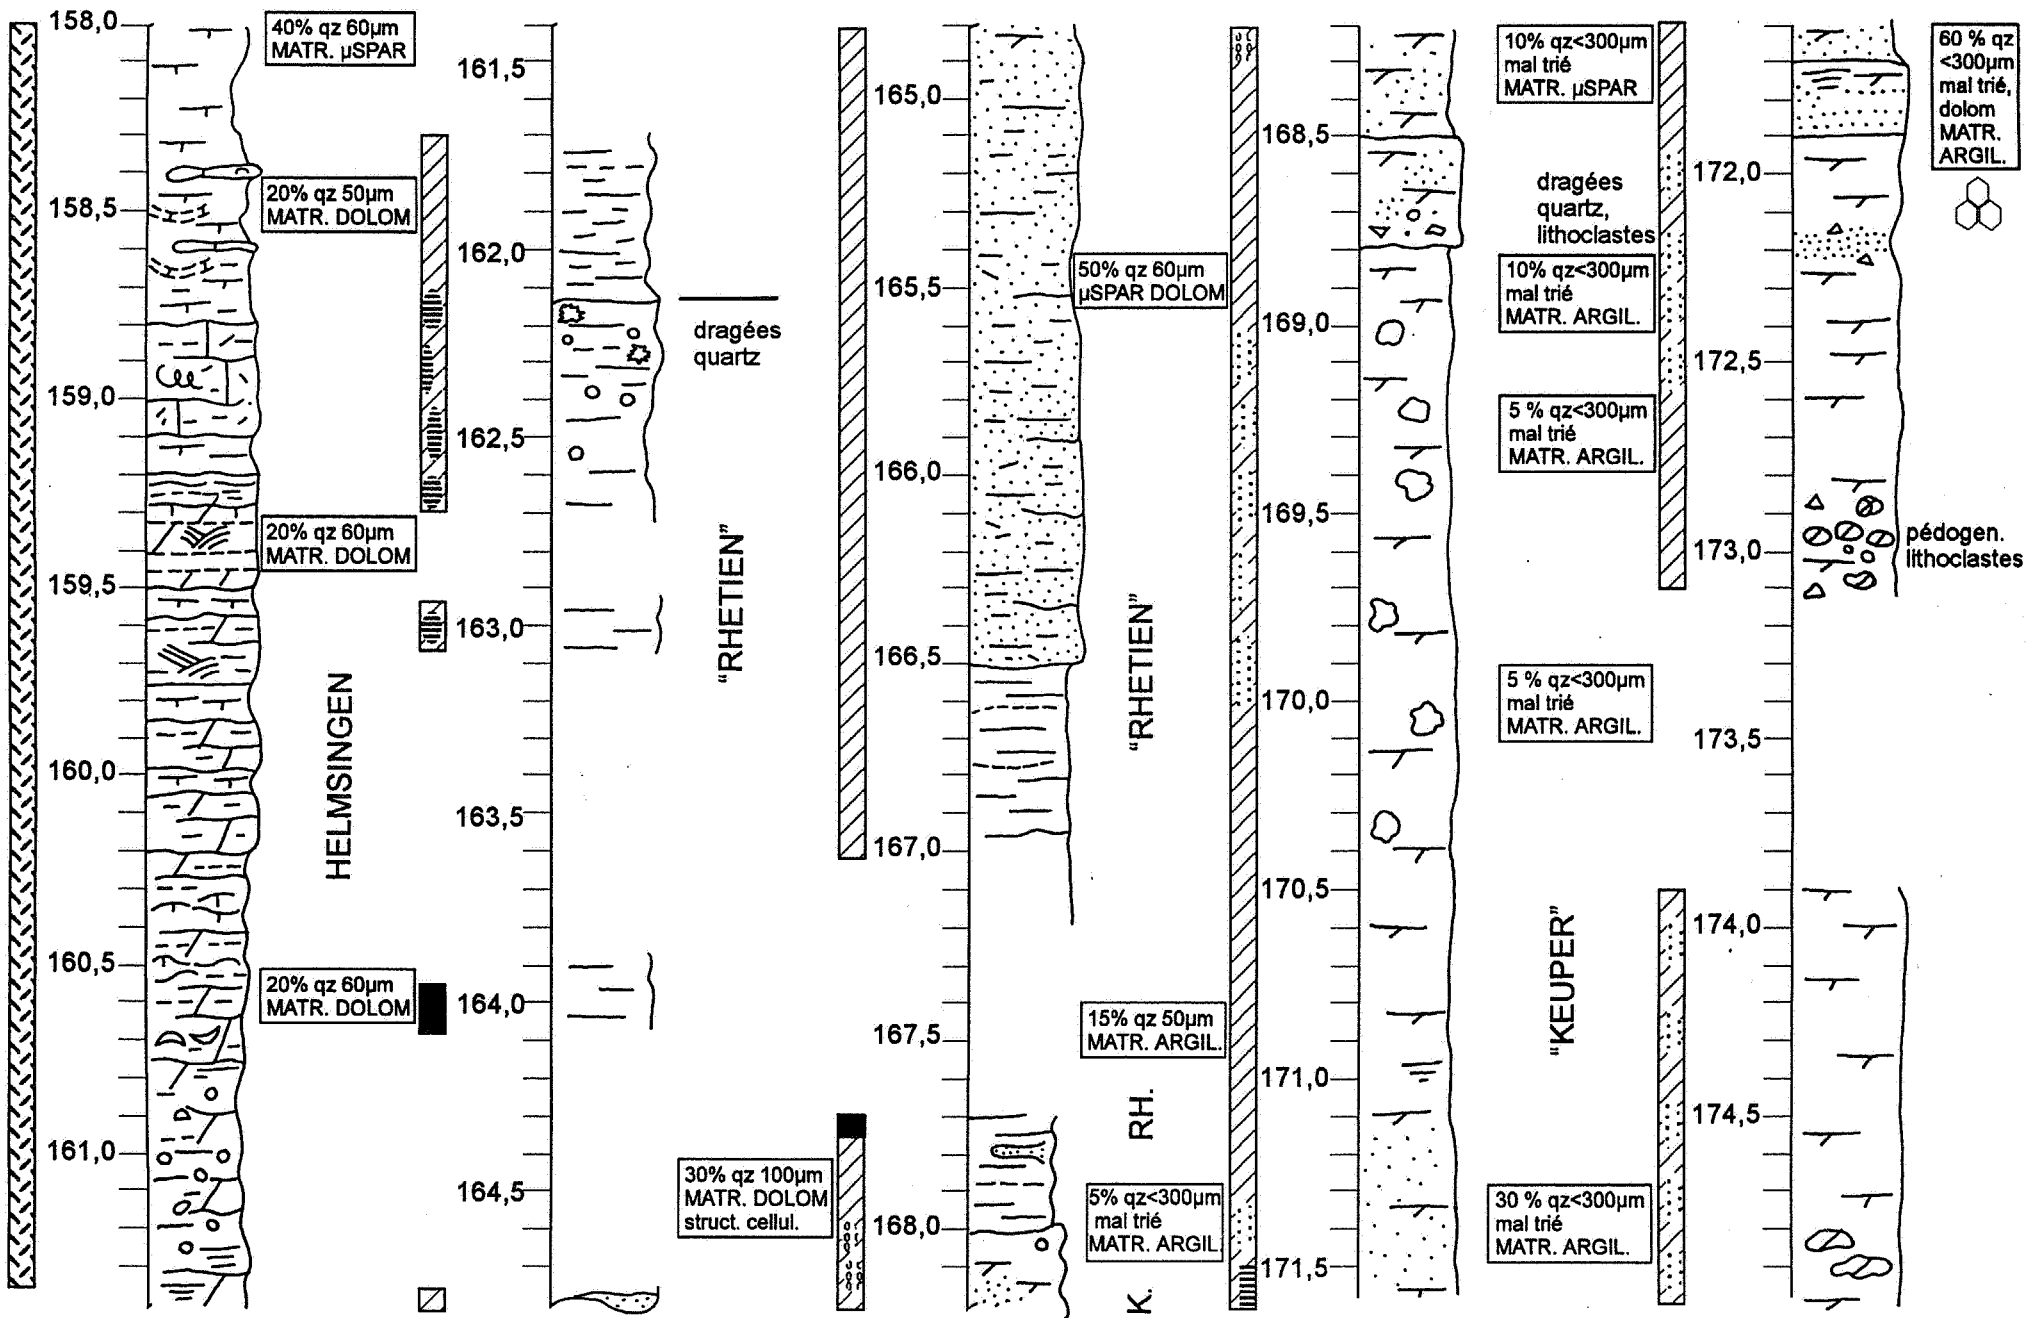 158,0
158,5
159,0
159,5
160,0
160,5
161,0
40% qz 60µm
MATR. µSPAR
20% qz 50µm
MATR. DOLOM
20% qz 60µm
MATR. DOLOM
HELMSINGEN
20% qz 60µm
MATR. DOLOM
161,5
162,0
162,5
163,0
163,5
164,0
164,5
dragées
quartz
"RHETIEN"
30% qz 100µm
MATR. DOLOM
struct. cellul.
165,0
165,5
166,0
166,5
167,0
167,5
168,0
50% qz 60µm
µSPAR DOLOM
"RHETIEN"
15% qz 50µm
MATR. ARGIL.
RH.
5% qz<300µm
mal trié
MATR. ARGIL.
K.
168,5
169,0
169,5
170,0
170,5
171,0
171,5
10% qz<300µm
mal trié
MATR. µSPAR
dragées
quartz,
lithoclastes
10% qz<300µm
mal trié
MATR. ARGIL.
5 % qz<300µm
mal trié
MATR. ARGIL.
5 % qz<300µm
mal trié
MATR. ARGIL.
"KEUPER"
30 % qz<300µm
mal trié
MATR. ARGIL.
172,0
172,5
173,0
173,5
174,0
174,5
60 % qz
<300µm
mal trié,
dolom
MATR.
ARGIL.
pédogen.
lithoclastes